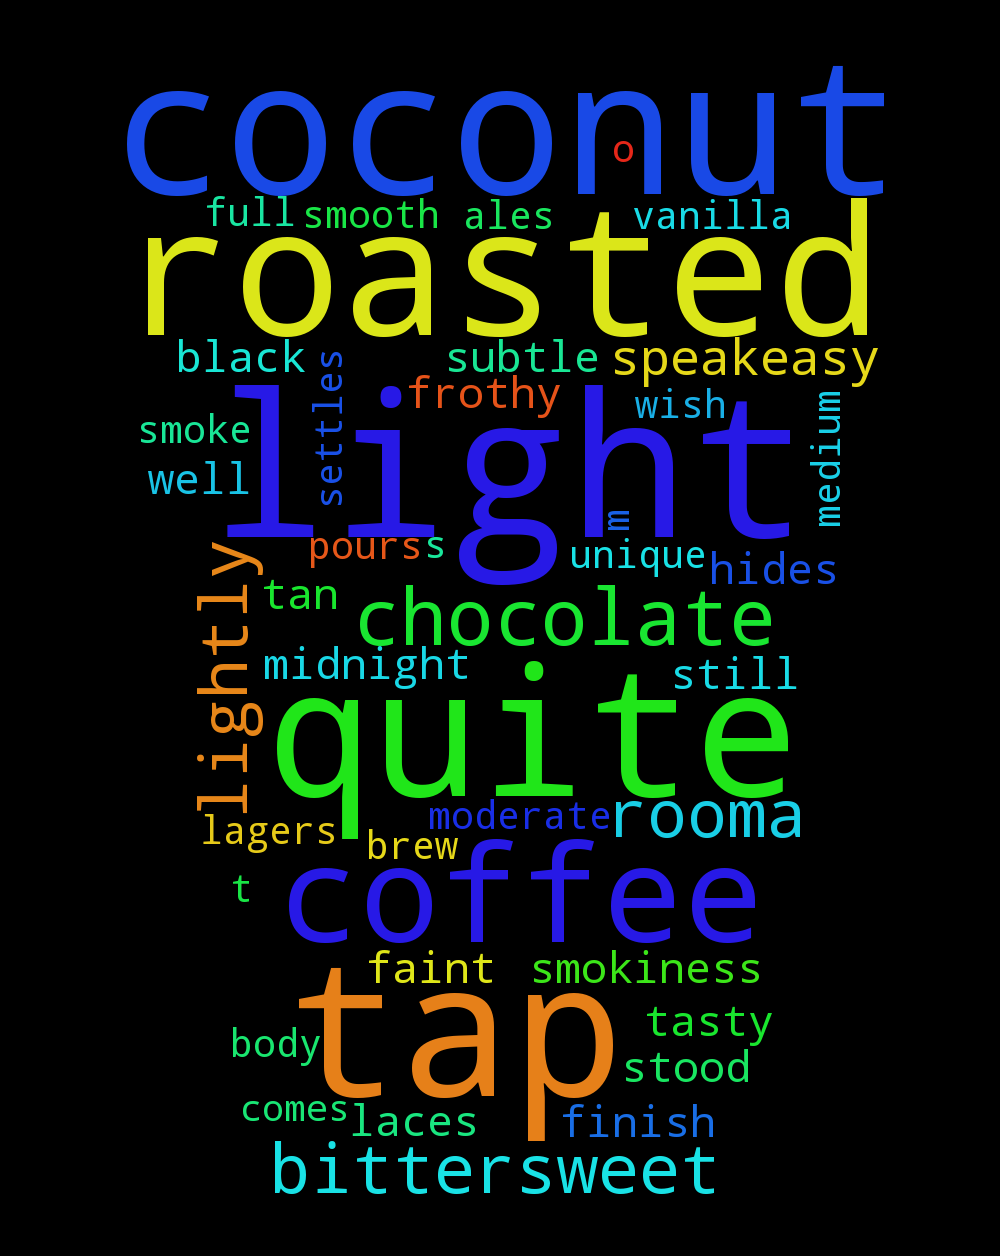 coconut
o
full smooth ales vanilla
roasted
black subtle speakeasy
settles frothy wish medium
smoke
light
well
m
pours s unique hides
lightly tan chocolate
midnight still
quite
moderate rooma
lagers brew
t coffee
faint smokiness
tap
tasty
body stood
comes laces finish
bittersweet